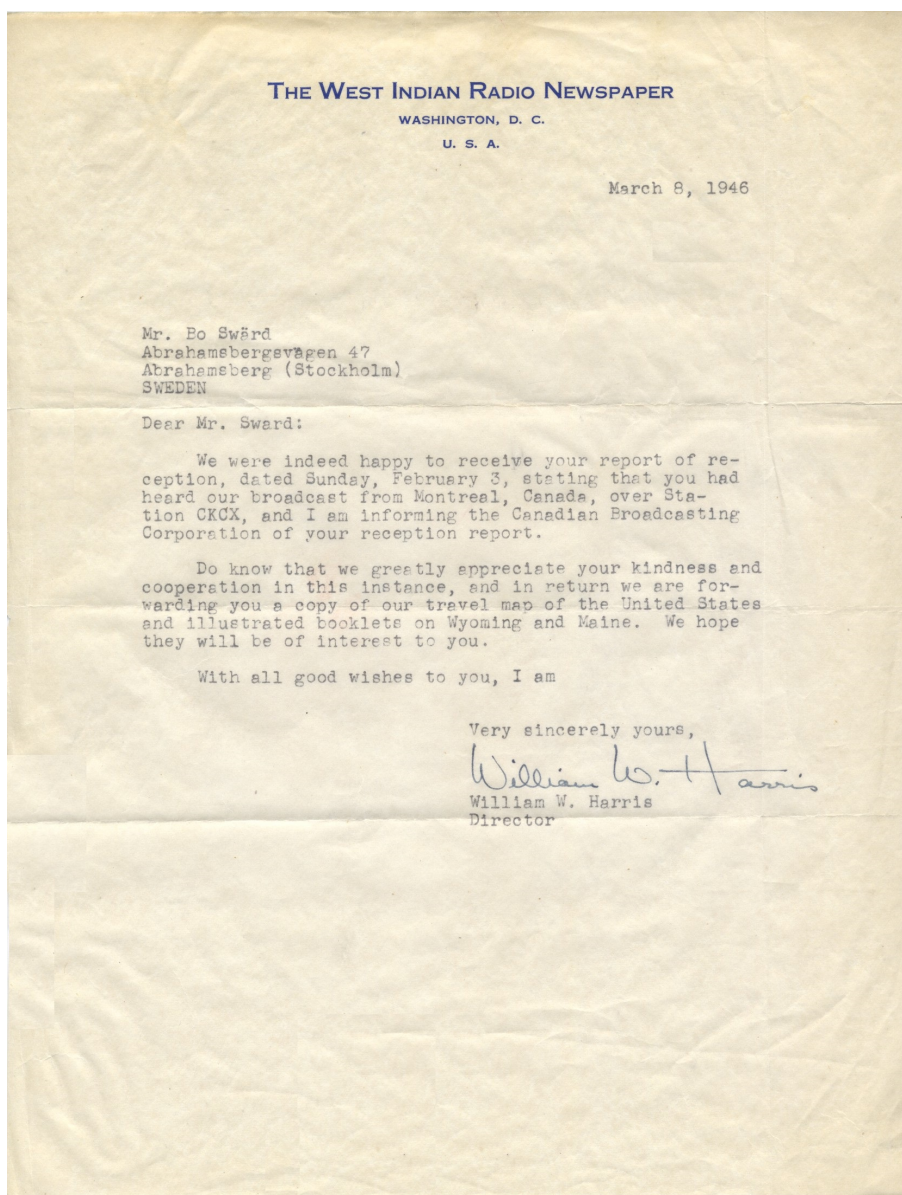 THE WEST INDIAN RADIO NEWSPAPER
WASHINGTON, D. C.
U. S. A.
March 8, 1946
Mr. Bo Swärd
Abrahamsbergsvägen 47
Abrahamsberg (Stockholm)
SWEDEN
Dear Mr. Sward:
We were indeed happy to receive your report of re-
ception, dated Sunday, February 3, stating that you had
heard our broadcast from Montreal, Canada, over Sta-
tion CKCX, and I am informing the Canadian Broadcasting
Corporation of your reception report.
Do know that we greatly appreciate your kindness and
cooperation in this instance, and in return we are for-
warding you a copy of our travel map of the United States
and illustrated booklets on Wyoming and Maine. We hope
they will be of interest to you.
With all good wishes to you, I am
Very sincerely yours,
William W. Harris
William W. Harris
Director